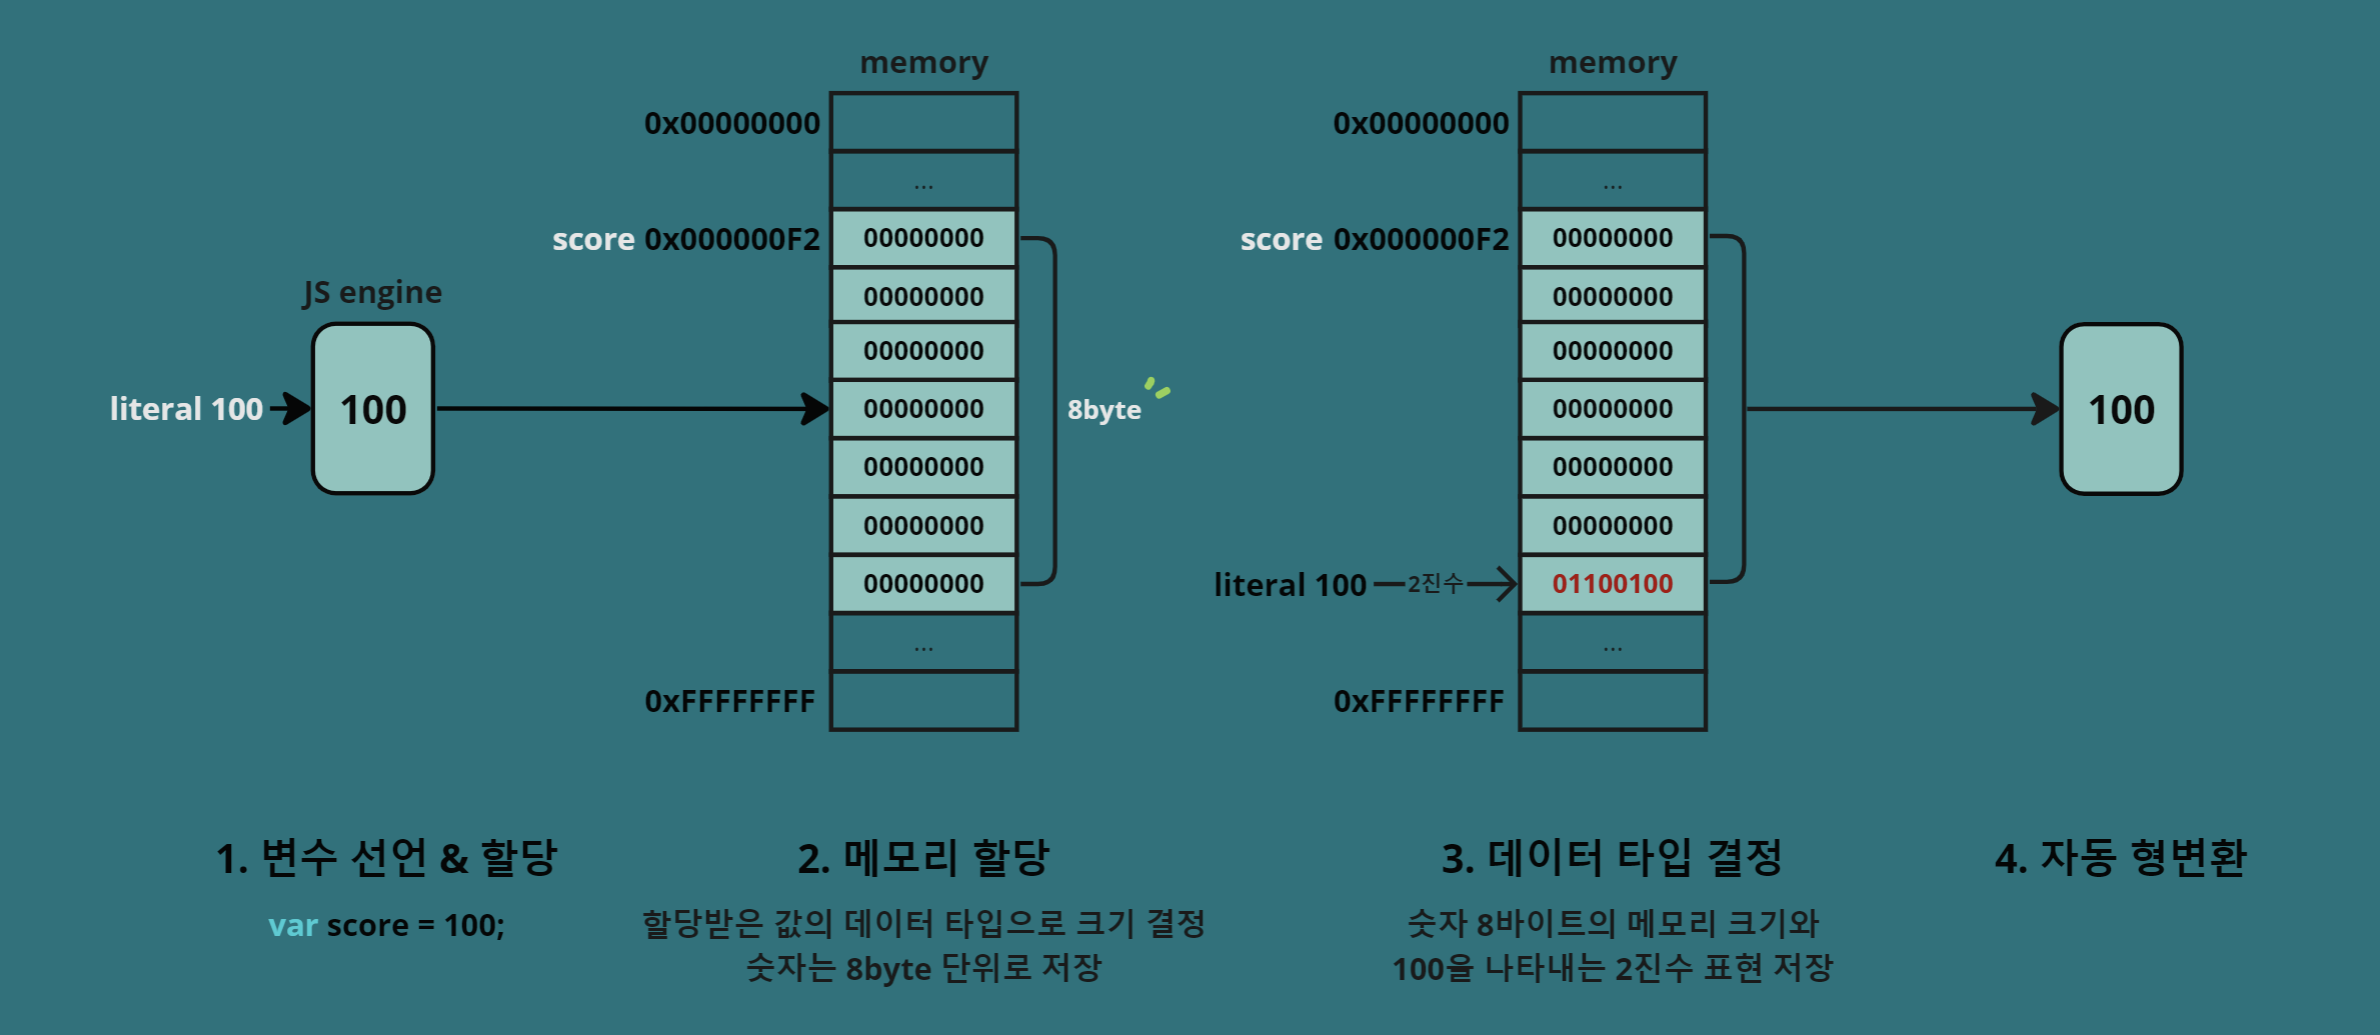 JS engine
literal 100
100
memory
0x00000000
...
score 0x000000F2
00000000
00000000
00000000
00000000
00000000
00000000
00000000
...
0xFFFFFFFF
8byte
memory
0x00000000
...
score 0x000000F2
00000000
00000000
00000000
00000000
00000000
00000000
literal 100 2진수 01100100
...
0xFFFFFFFF
100
1. 변수 선언 & 할당
var score = 100;
2. 메모리 할당
할당받은 값의 데이터 타입으로 크기 결정
숫자는 8byte 단위로 저장
3. 데이터 타입 결정
숫자 8바이트의 메모리 크기와
100을 나타내는 2진수 표현 저장
4. 자동 형변환